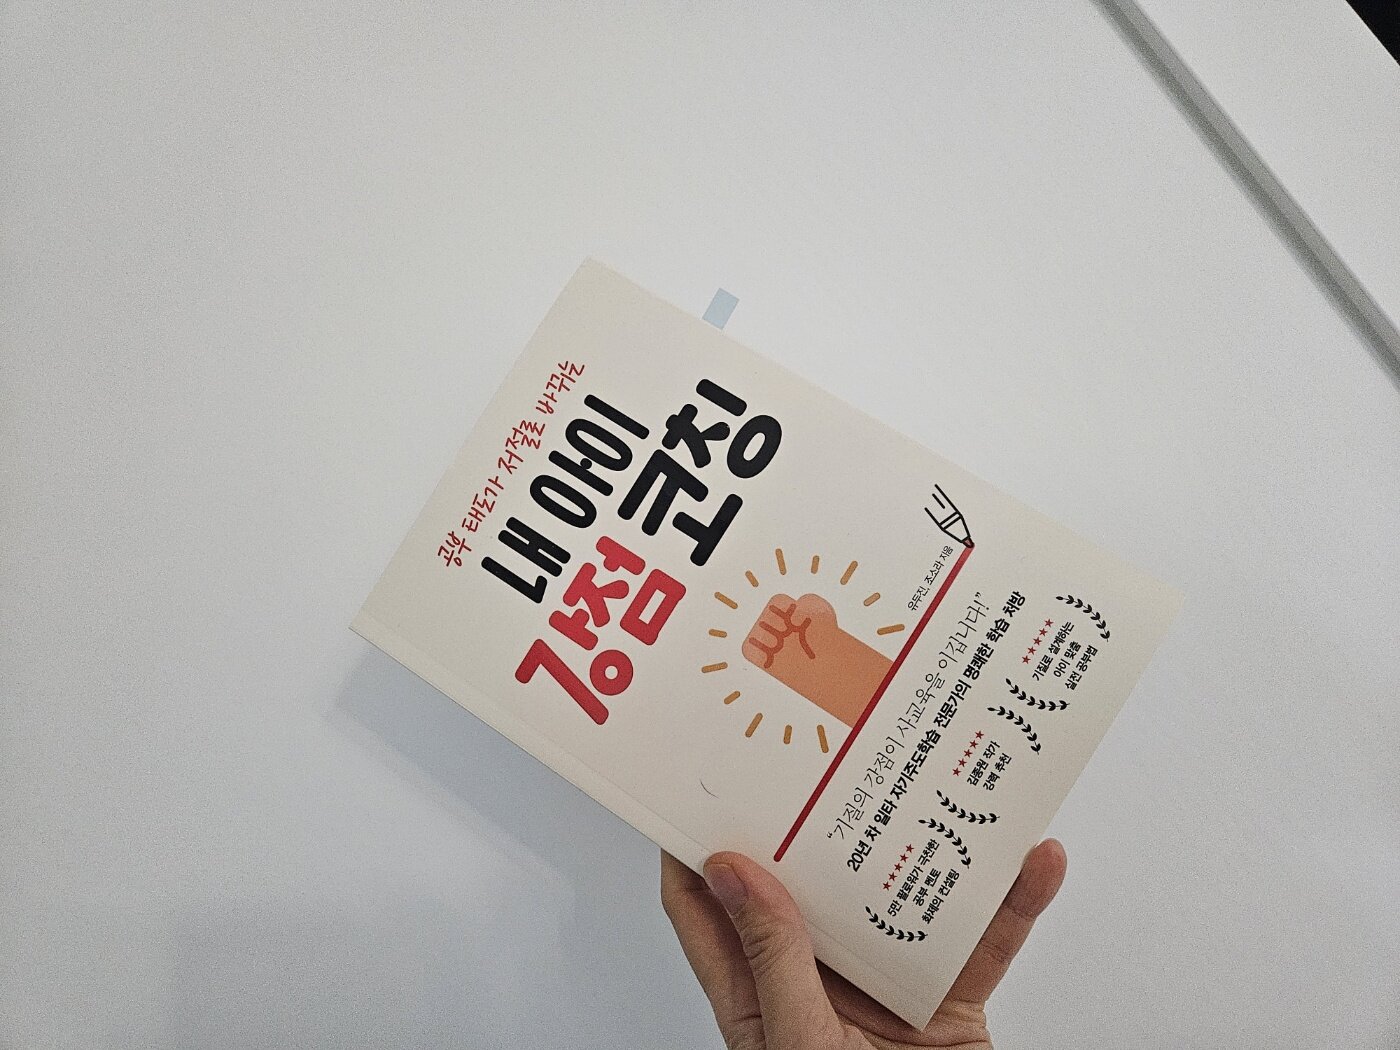 공부 태도가 저절로 바뀌는
내 아이
강점 코칭
유두진, 조소라 지음
“기질의 강점이 사교육을 이깁니다!”
20년 차 일타 자기주도학습 전문가의 명쾌한 학습 처방
★★★★★
5만 팔로워가 극찬한
공부 멘토
화제의 컨설팅
★★★★★
김종원 작가
강력 추천
★★★★★
기질로 설계하는
아이 맞춤
실전 공부법